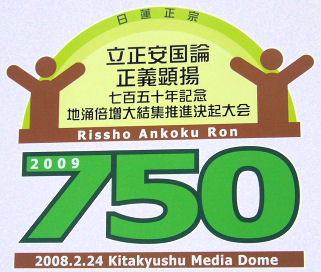 日蓮正宗
立正安国論
正義顕揚
七百五十年記念
地涌倍増大結集推進決起大会
Rissho Ankoku Ron
2009
750
2008.2.24 Kitakyushu Media Dome